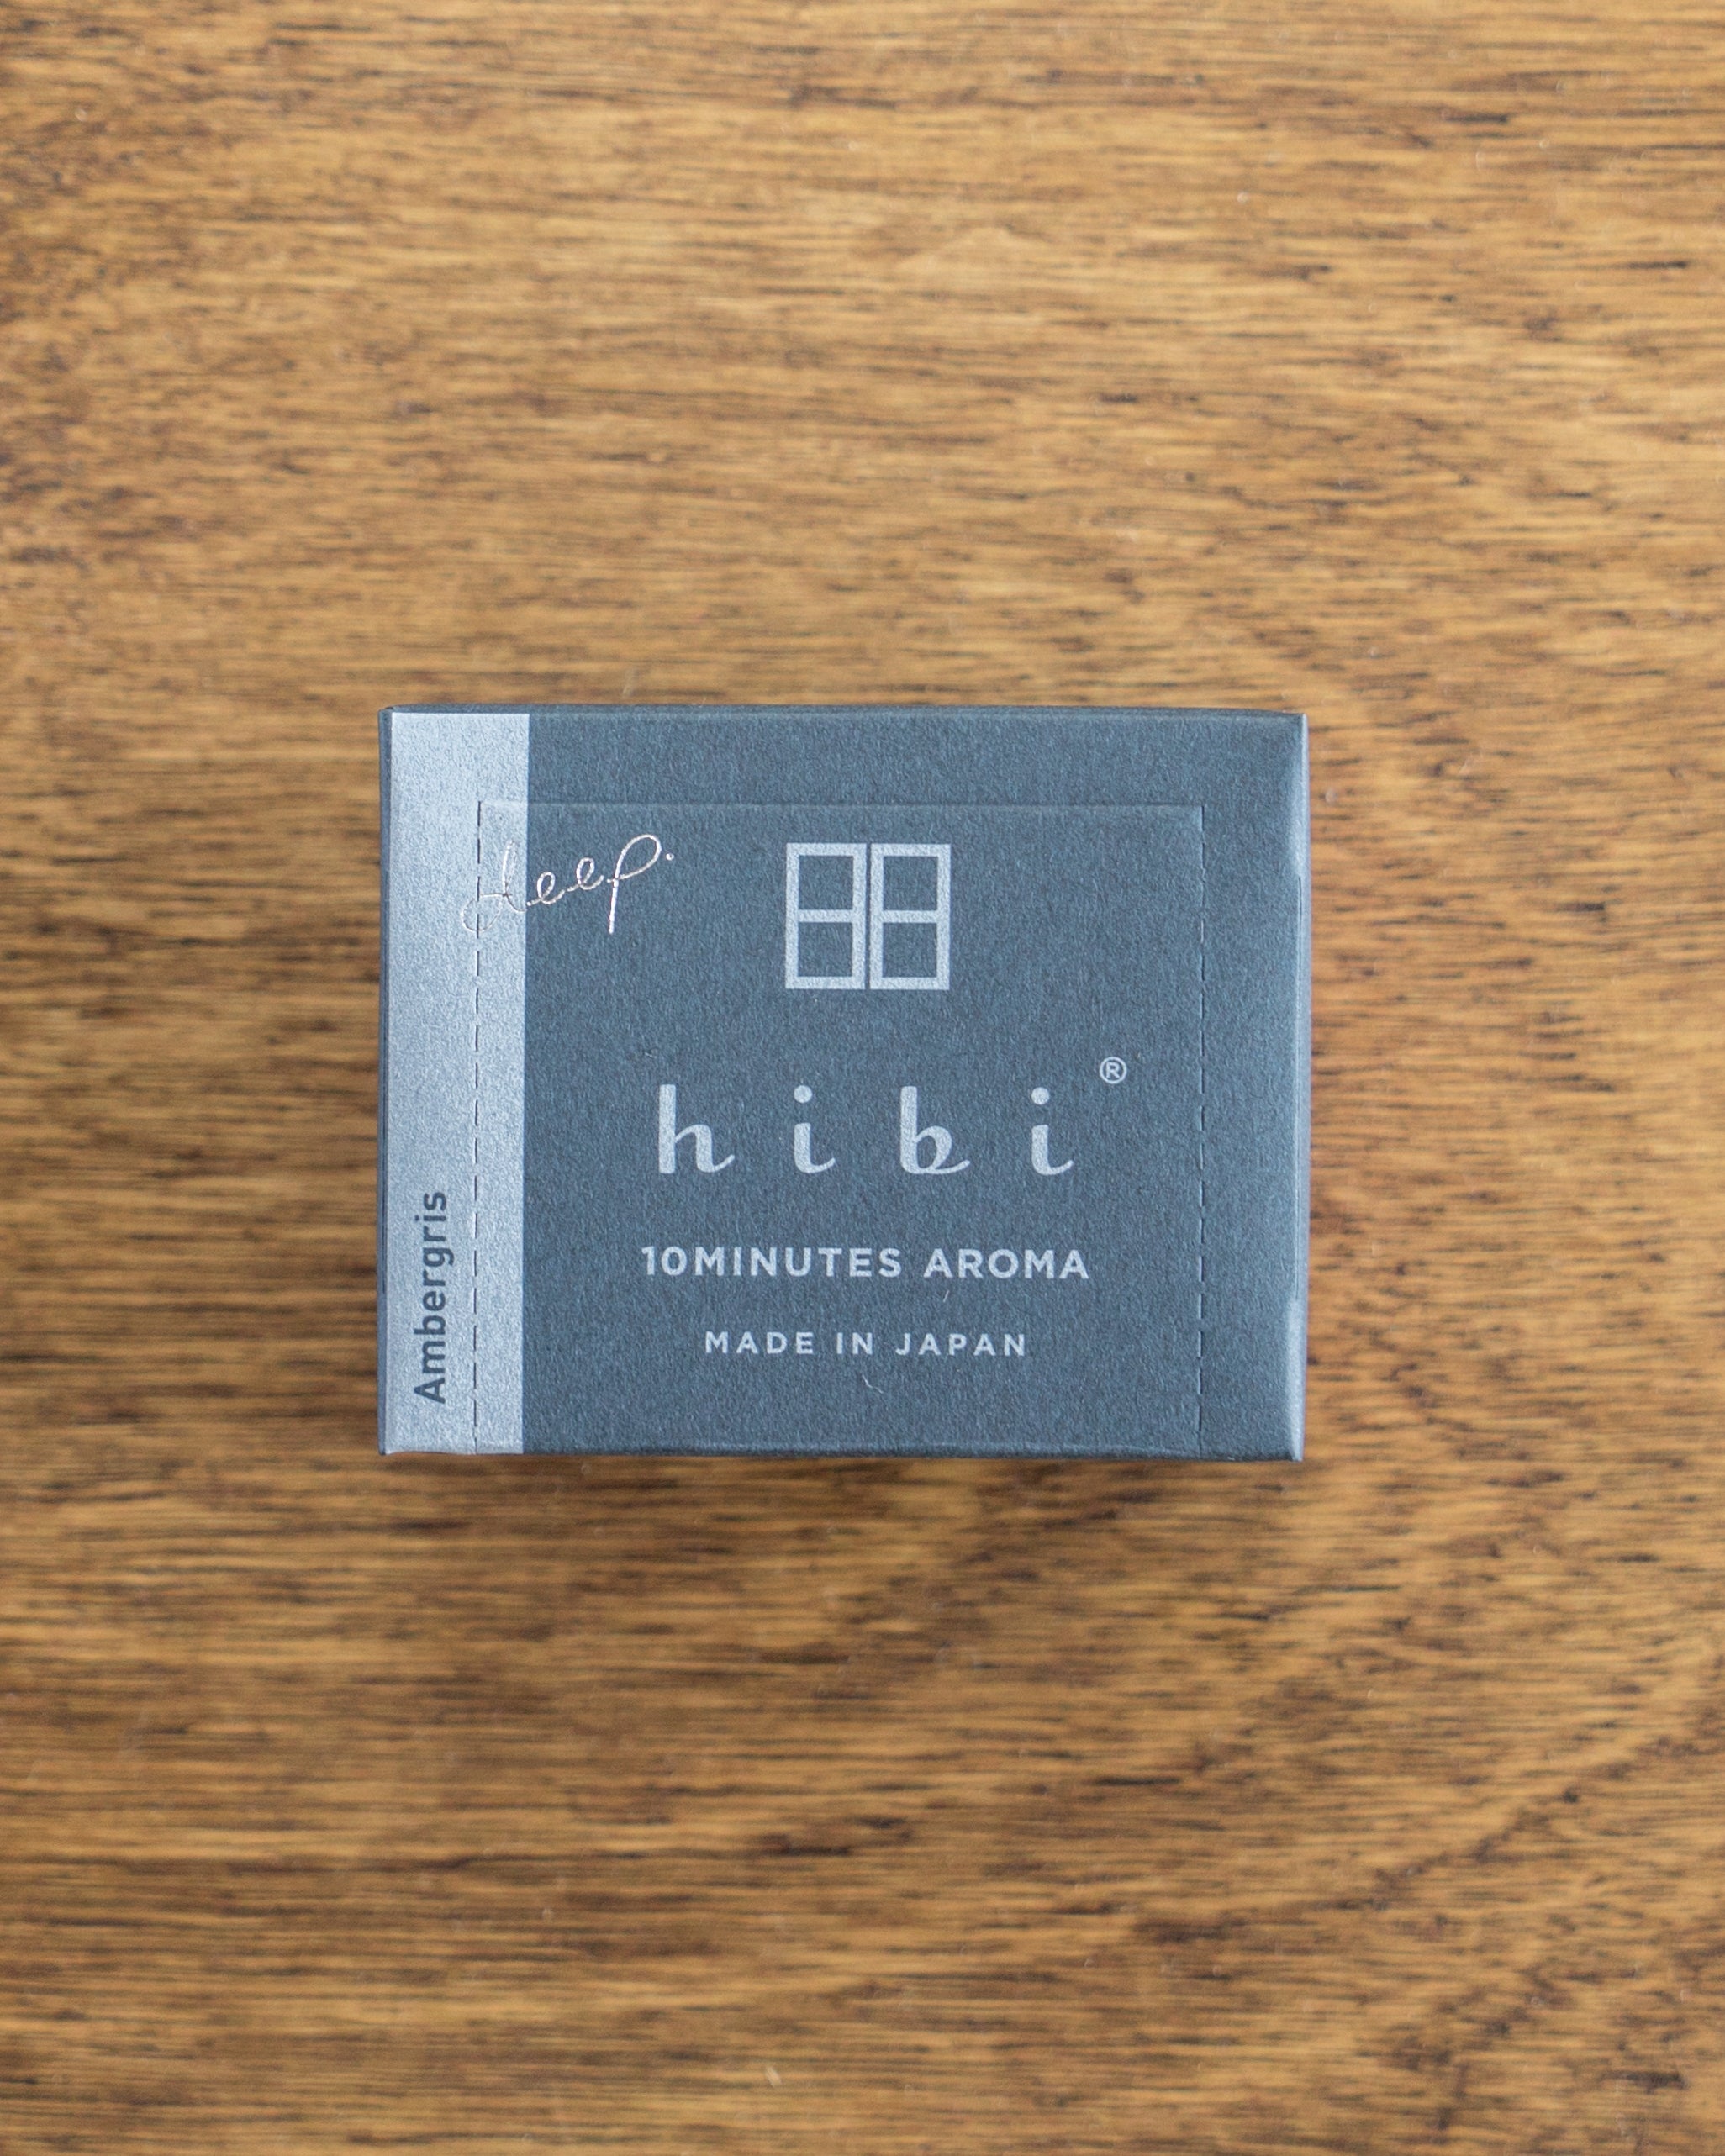 deep.
hibi®
10MINUTES AROMA
MADE IN JAPAN
Ambergris